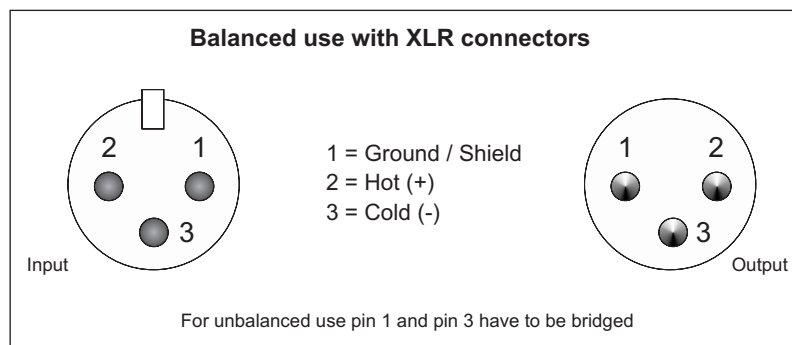 Balanced use with XLR connectors
2 1
3
Input
1 = Ground / Shield
2 = Hot (+)
3 = Cold (-)
1 2
3
Output
For unbalanced use pin 1 and pin 3 have to be bridged